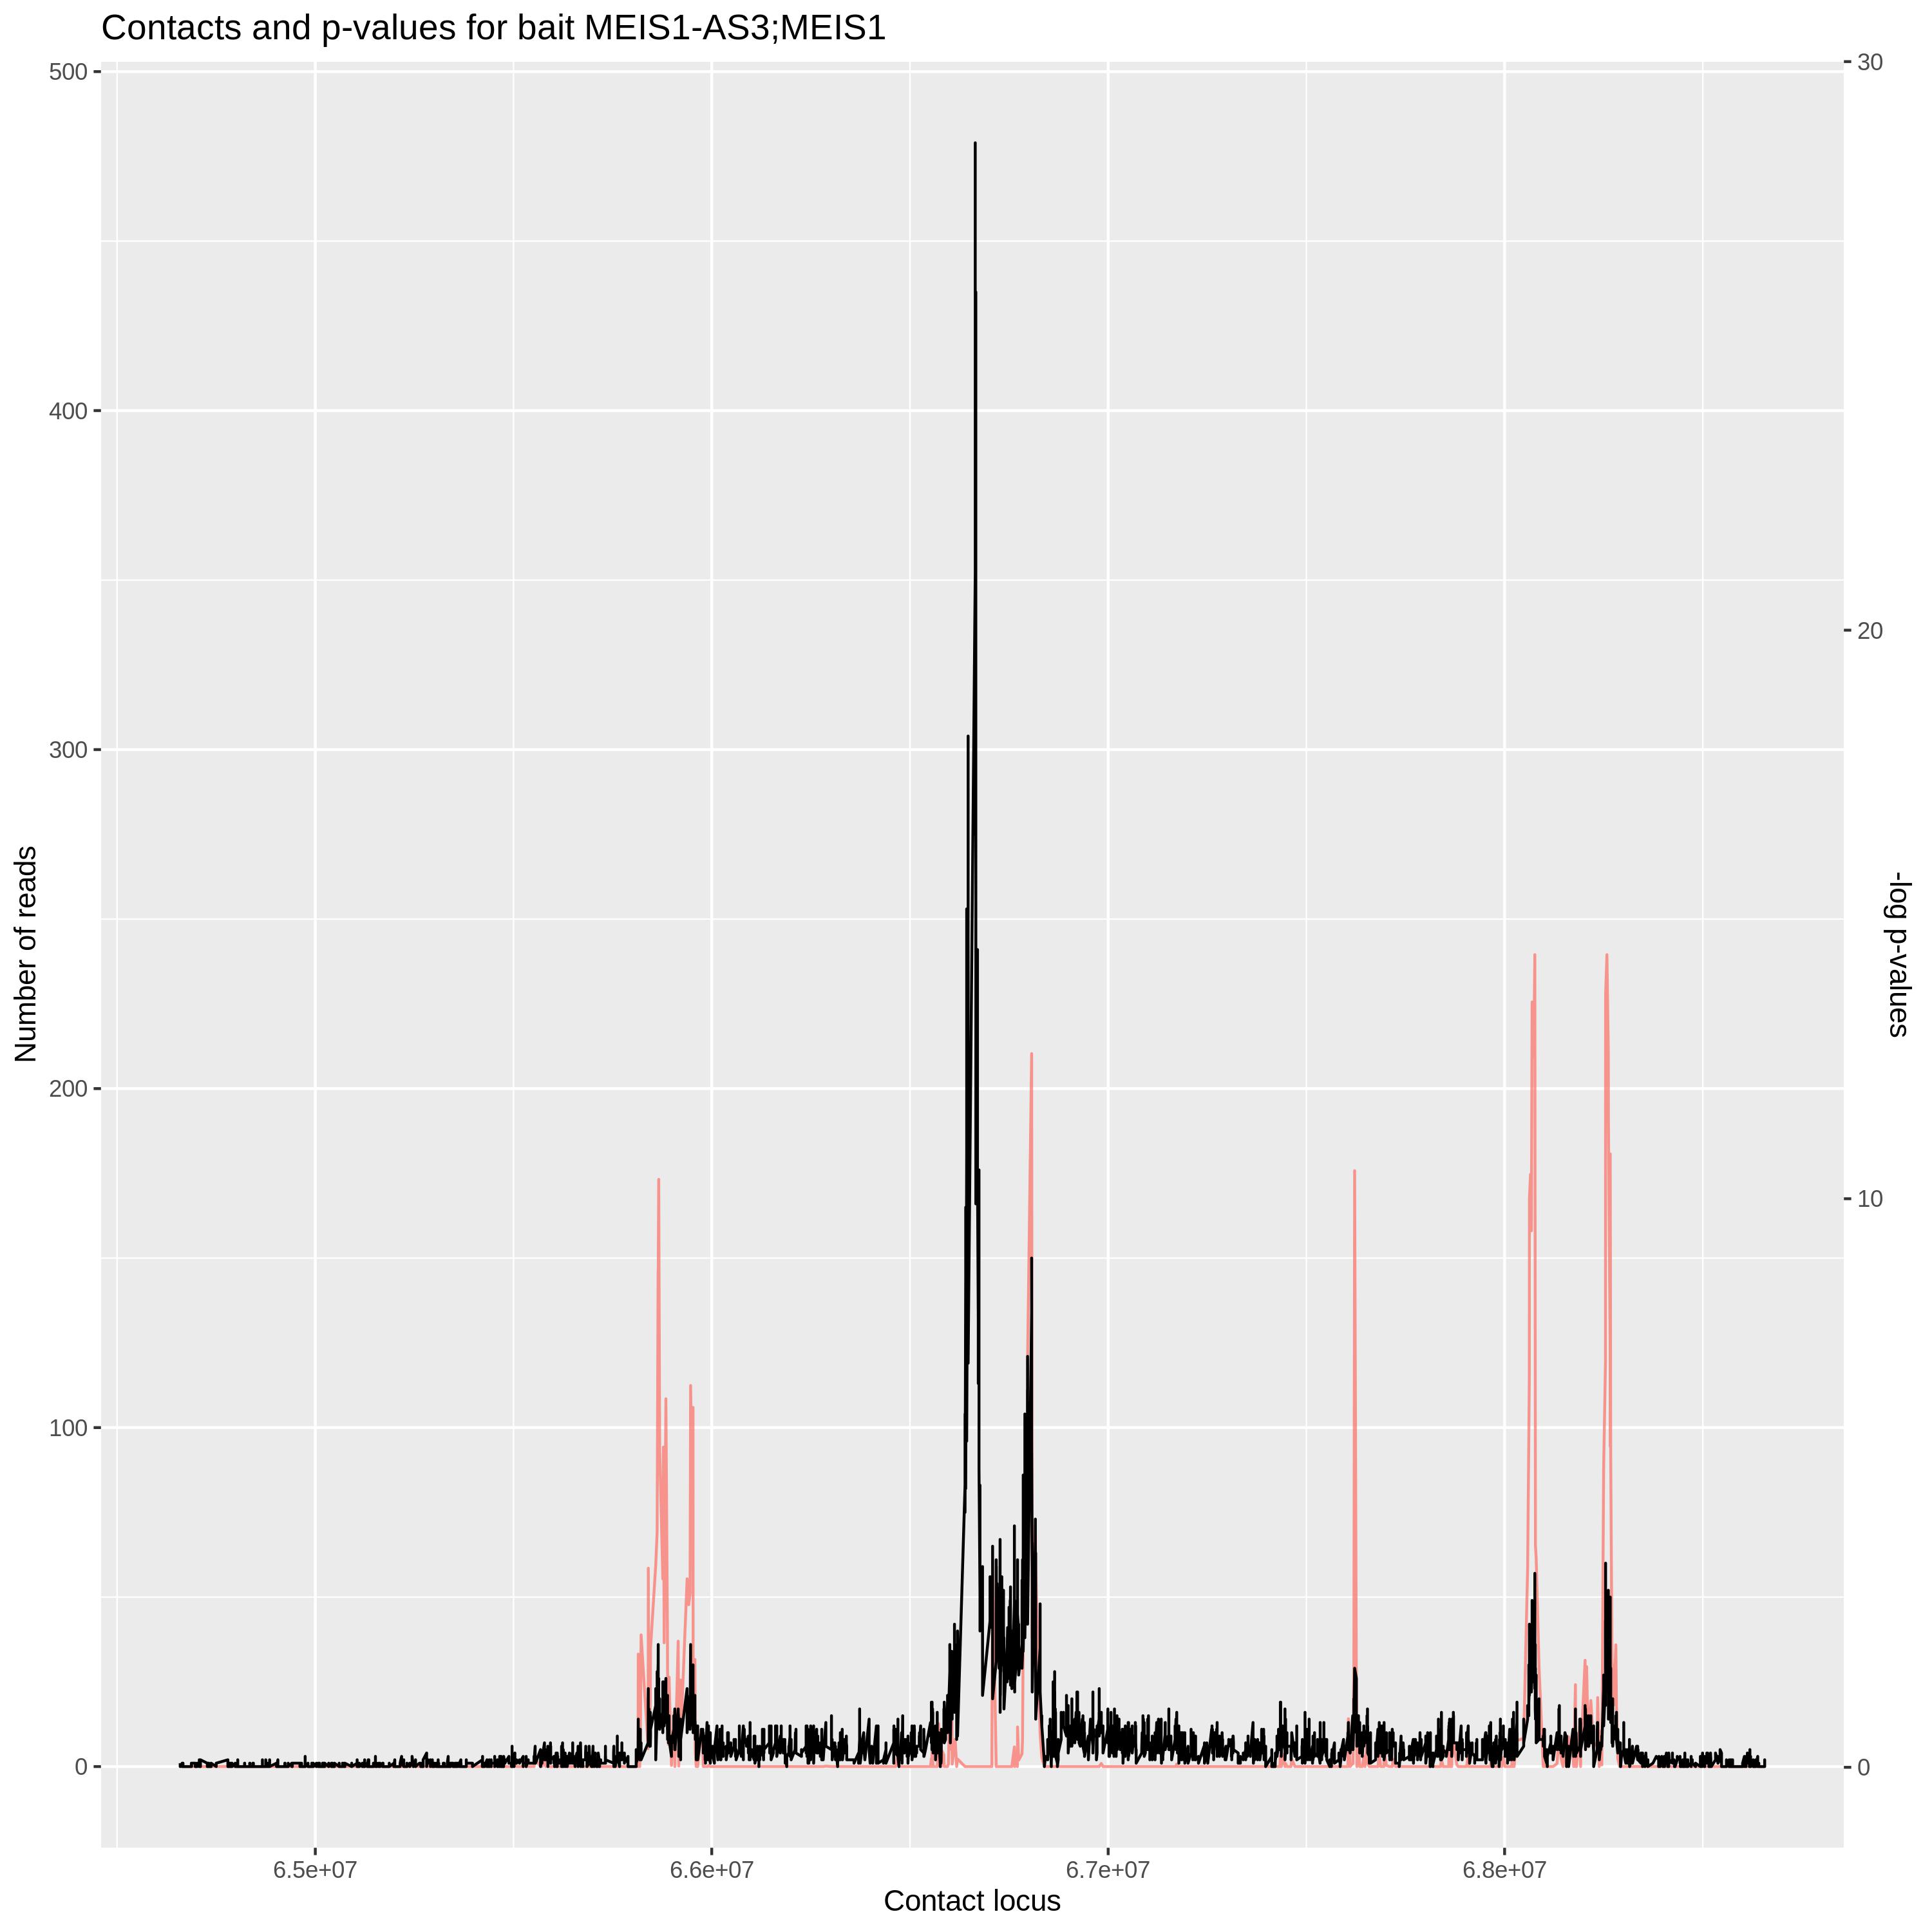 Contacts and p-values for bait MEIS1-AS3;MEIS1
500
400
300
200
100
0
30
20
10
0
Number of reads
-log p-values
6.5e+07 6.6e+07 6.7e+07 6.8e+07
Contact locus